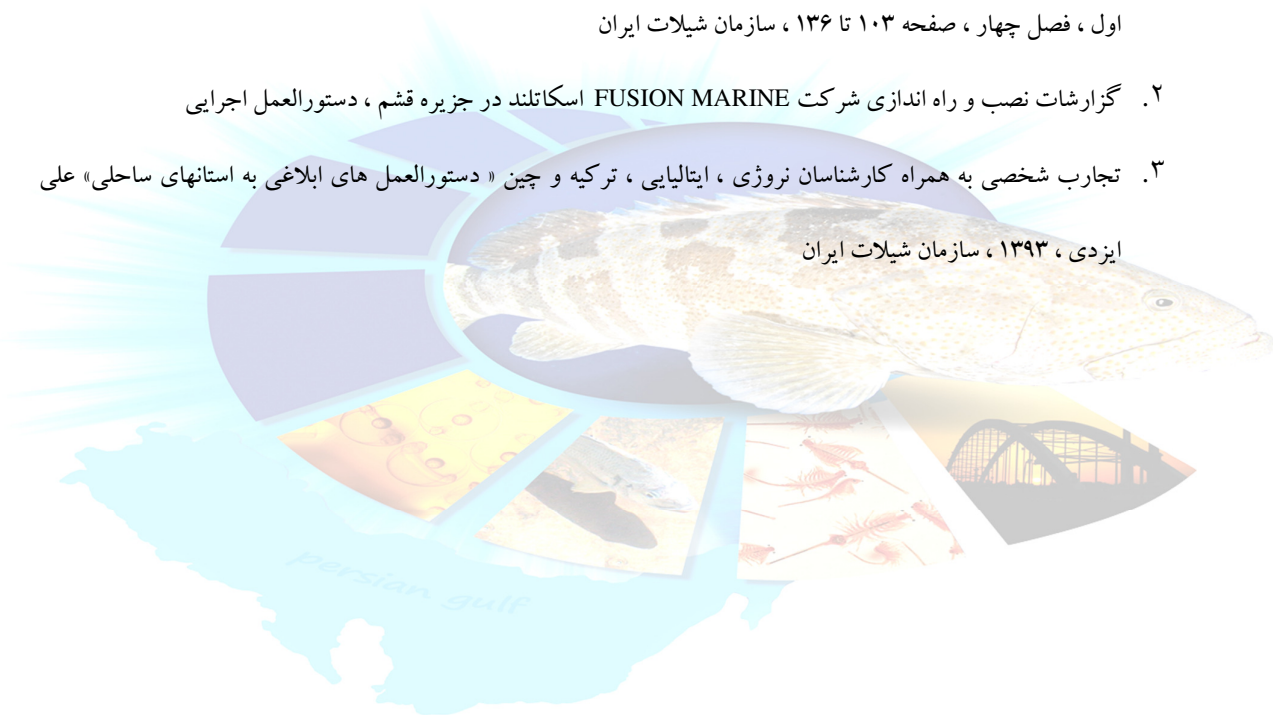 اول ، فصل چهار ، صفحه ۱۰۳ تا ۱۳۶ ، سازمان شیلات ایران
۲. گزارشات نصب و راه اندازی شرکت FUSION MARINE اسکاتلند در جزیره قشم ، دستورالعمل اجرایی
۳. تجارب شخصی به همراه کارشناسان نروژی ، ایتالیایی ، ترکیه و چین « دستورالعمل های ابلاغی به استانهای ساحلی» علی
ایزدی ، ۱۳۹۳ ، سازمان شیلات ایران
persian gulf